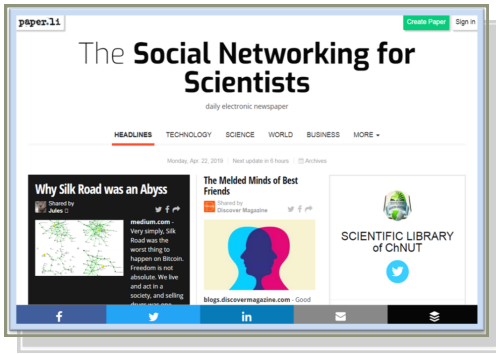 paper.li
Create Paper
Sign in
The Social Networking for
Scientists
daily electronic newspaper
HEADLINES TECHNOLOGY SCIENCE WORLD BUSINESS MORE
Monday, Apr. 22, 2019 Next update in 6 hours Archives
Why Silk Road was an Abyss
Shared by
Jules
medium.com -
Very simply, Silk
Road was the
worst thing to
happen on Bitcoin.
Freedom is not
absolute. We live
and act in a
society, and selling
drugs was one
The Melded Minds of Best
Friends
Shared by
Discover Magazine
blogs.discovermagazine.com - Good
SCIENTIFIC LIBRARY
of ChNUT